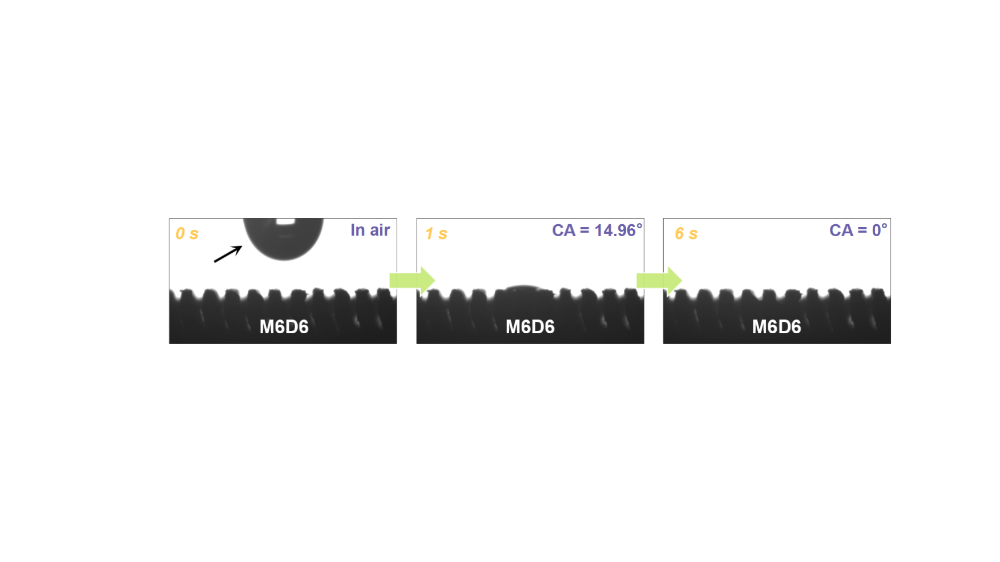 0 s
In air
M6D6
1 s
CA = 14.96°
M6D6
6 s
CA = 0°
M6D6